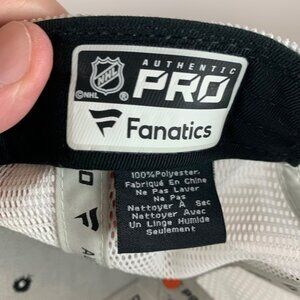 NHL
©NHL ®
AUTHENTIC
PRO
Fanatics
100% Polyester.
Fabriqué En Chine
Ne Pas Laver
Ne Pas
Nettoyer À Sec
Nettoyer Avec
Un Linge Humide
Seulement